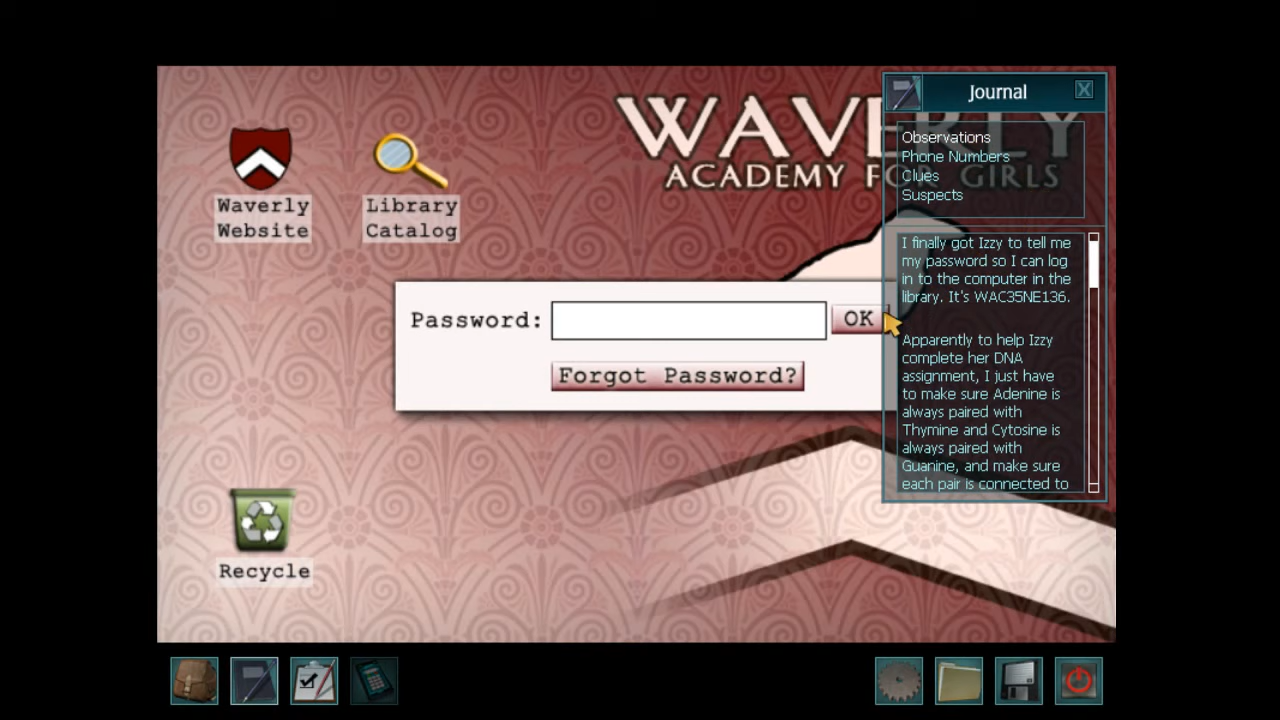 WAVERLY
ACADEMY FOR GIRLS
Waverly
Website
Library
Catalog
Password:
OK
Forgot Password?
Recycle
Journal
X
Observations
Phone Numbers
Clues
Suspects
I finally got Izzy to tell me
my password so I can log
in to the computer in the
library. It's WAC35NE136.
Apparently to help Izzy
complete her DNA
assignment, I just have
to make sure Adenine is
always paired with
Thymine and Cytosine is
always paired with
Guanine, and make sure
each pair is connected to